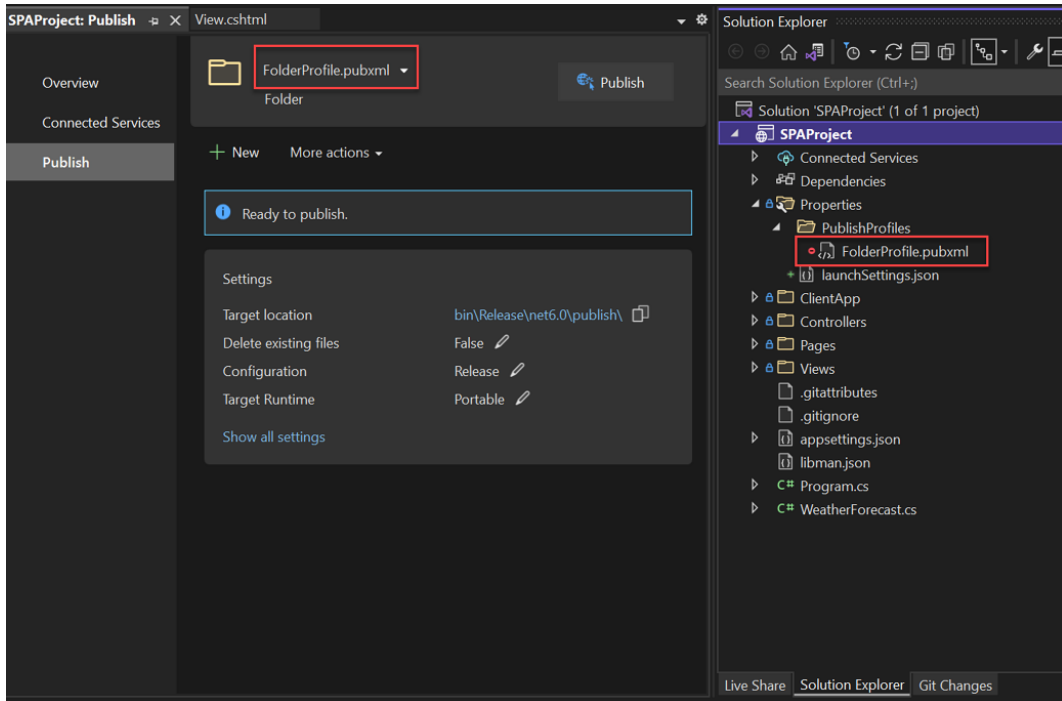 SPAProject: Publish
View.cshtml
Overview
Connected Services
Publish
FolderProfile.pubxml
Folder
Publish
New
More actions
Ready to publish.
Settings
Target location bin\Release\net6.0\publish\
Delete existing files False
Configuration Release
Target Runtime Portable
Show all settings
Solution Explorer
Search Solution Explorer (Ctrl+;)
Solution 'SPAProject' (1 of 1 project)
SPAProject
Connected Services
Dependencies
Properties
PublishProfiles
FolderProfile.pubxml
launchSettings.json
ClientApp
Controllers
Pages
Views
.gitattributes
.gitignore
appsettings.json
libman.json
C# Program.cs
C# WeatherForecast.cs
Live Share Solution Explorer Git Changes